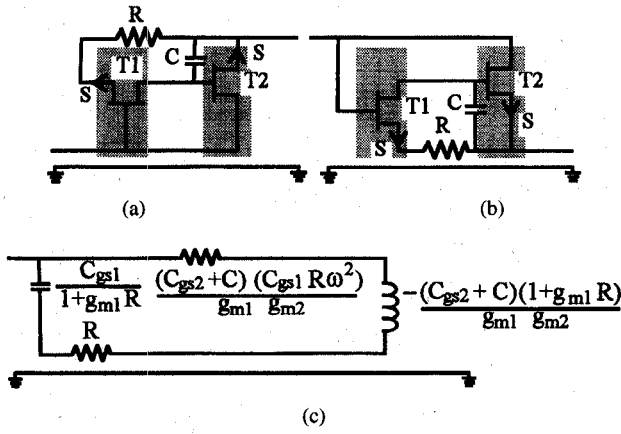 R
T1
C
S
T2
S
(a)
T1
C
T2
R
S
S
(b)
Cgs1
1+gm1 R
(Cgs2 +C) (Cgs1 Rω²)
gm1 gm2
-(Cgs2 + C)(1+gm1 R)
gm1 gm2
R
(c)